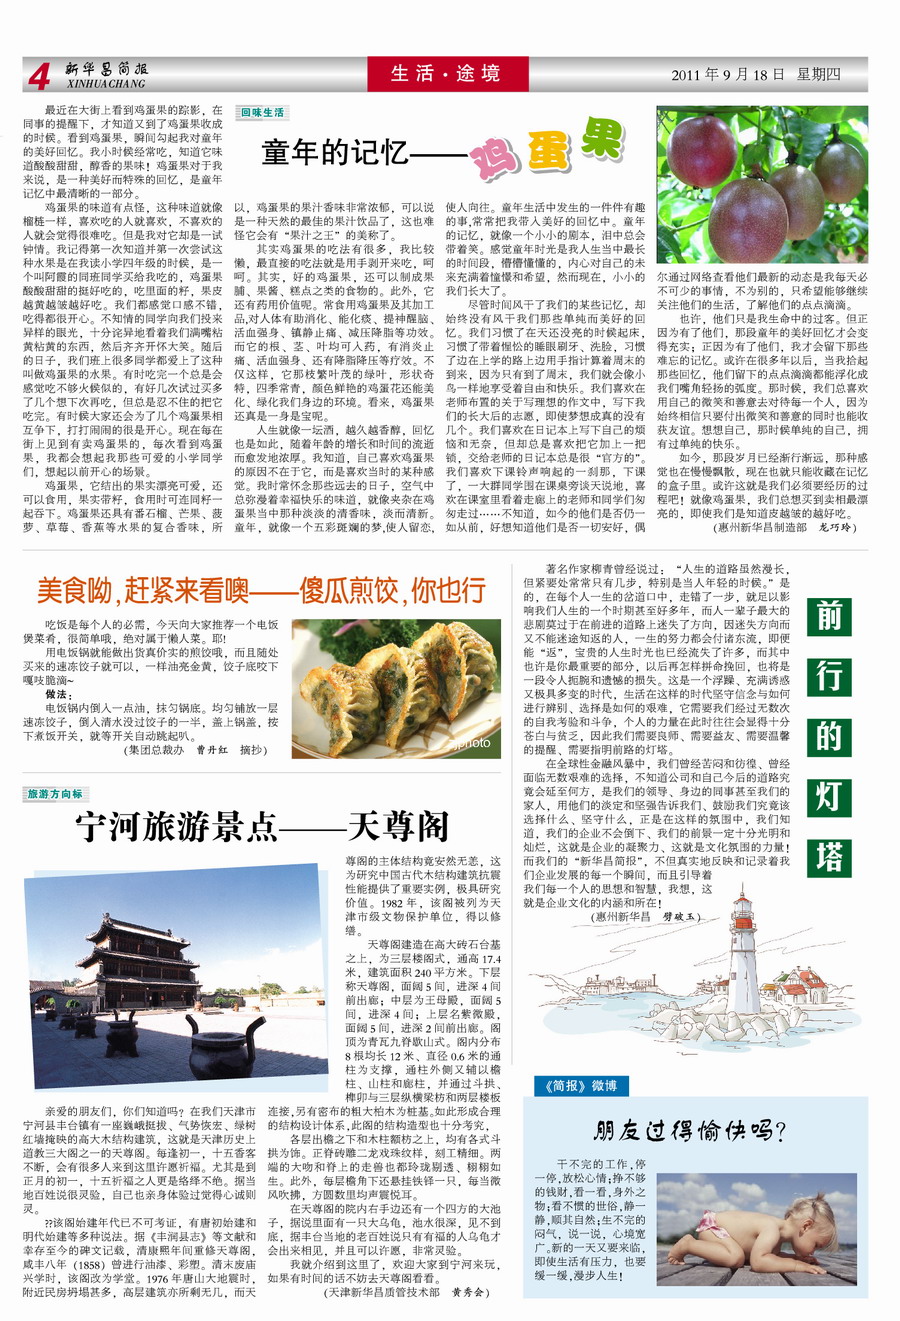 4
新华昌简报
XINHUACHANG
生活·途境
2011 年 9 月 18 日 星期四
最近在大街上看到鸡蛋果的踪影，在
同事的提醒下，才知道又到了鸡蛋果收成
的时候。看到鸡蛋果，瞬间勾起我对童年
的美好回忆。我小时候经常吃，知道它味
道酸酸甜甜，醇香的果味！鸡蛋果对于我
来说，是一种美好而特殊的回忆，是童年
记忆中最清晰的一部分。
鸡蛋果的味道有点怪，这种味道就像
榴梿一样，喜欢吃的人就喜欢，不喜欢的
人就会觉得很难吃。但是我对它却是一试
钟情。我记得第一次知道并第一次尝试这
种水果是在我读小学四年级的时候，是一
个叫阿霞的同班同学买给我吃的，鸡蛋果
酸酸甜甜的挺好吃的，吃里面的籽，果皮
越黄越皱越好吃。我们都感觉口感不错，
吃得都很开心。不知情的同学向我们投来
异样的眼光，十分诧异地看着我们满嘴粘
黄粘黄的东西，然后齐齐开怀大笑。随后
的日子，我们班上很多同学都爱上了这种
叫做鸡蛋果的水果。有时吃完一个总是会
感觉吃不够火候似的，有好几次试过买多
了几个想下次再吃，但总是忍不住的把它
吃完。有时候大家还会为了几个鸡蛋果相
互争下，打打闹闹的很是开心。现在每在
街上见到有卖鸡蛋果的，每次看到鸡蛋
果，我都会想起我那些可爱的小学同学
们，想起以前开心的场景。
鸡蛋果，它结出的果实漂亮可爱，还
可以食用，果实带籽，食用时可连同籽一
起吞下。鸡蛋果还具有番石榴、芒果、菠
萝、草莓、香蕉等水果的复合香味，所
回味生活
童年的记忆——鸡蛋果
以，鸡蛋果的果汁香味非常浓郁，可以说
是一种天然的最佳的果汁饮品了，这也难
怪它会有“果汁之王”的美称了。
其实鸡蛋果的吃法有很多，我比较
懒，最直接的吃法就是用手剥开来吃，呵
呵。其实，好的鸡蛋果，还可以制成果
脯、果酱、糕点之类的食物的。此外，它
还有药用价值呢。常食用鸡蛋果及其加工
品，对人体有助消化、能化痰、提神醒脑、
活血强身、镇静止痛、减压降脂等功效。
而它的根、茎、叶均可入药，有消炎止
痛、活血强身、还有降脂降压等疗效。不
仅这样，它那枝繁叶茂的绿叶，形状奇
特，四季常青，颜色鲜艳的鸡蛋花还能美
化、绿化我们身边的环境。看来，鸡蛋果
还真是一身是宝呢。
人生就像一坛酒，越久越香醇，回忆
也是如此，随着年龄的增长和时间的流逝
而愈发地浓厚。我知道，自己喜欢鸡蛋果
的原因不在于它，而是喜欢当时的某种感
觉。我时常怀念那些远去的日子，空气中
总弥漫着幸福快乐的味道，就像夹杂在鸡
蛋果当中那种淡淡的清香味，淡而清新。
童年，就像一个五彩斑斓的梦，使人留恋，
使人向往。童年生活中发生的一件件有趣
的事，常常把我带入美好的回忆中。童年
的记忆，就像一个小小的剧本，泪中总会
带着笑。感觉童年时光是我人生当中最长
的时间段，懵懵懂懂的，内心对自己的未
来充满着憧憬和希望，然而现在，小小的
我们长大了。
尽管时间风干了我们的某些记忆，却
始终没有风干我们那些单纯而美好的回
忆。我们习惯了在天还没亮的时候起床，
习惯了带着惺忪的睡眼刷牙、洗脸，习惯
了边在上学的路上边用手指计算着周末的
到来，因为只有到了周末，我们就会像小
鸟一样地享受着自由和快乐。我们喜欢在
老师布置的关于写理想的作文中，写下我
们的长大后的志愿，即使梦想成真的没有
几个。我们喜欢在日记本上写下自己的烦
恼和无奈，但却总是喜欢把它加上一把
锁，交给老师的日记本总是很“官方的”。
我们喜欢下课铃声响起的一刹那，下课
了，一大群同学围在课桌旁谈天说地，喜
欢在课室里看着走廊上的老师和同学们匆
匆走过……不知道，如今的他们是否仍一
如从前，好想知道他们是否一切安好，偶
尔通过网络查看他们最新的动态是我每天必
不可少的事情，不为别的，只希望能够继续
关注他们的生活，了解他们的点点滴滴。
也许，他们只是我生命中的过客。但正
因为有了他们，那段童年的美好回忆才会变
得充实；正因为有了他们，我才会留下那些
难忘的记忆。或许在很多年以后，当我拾起
那些回忆，他们留下的点点滴滴都能浮化成
我们嘴角轻扬的弧度。那时候，我们总喜欢
用自己的微笑和善意去对待每一个人，因为
始终相信只要付出微笑和善意的同时也能收
获友谊。想想自己，那时候单纯的自己，拥
有过单纯的快乐。
如今，那段岁月已经渐行渐远，那种感
觉也在慢慢飘散，现在也就只能收藏在记忆
的盒子里。或许这就是我们必须要经历的过
程吧！就像鸡蛋果，我们总想买到卖相最漂
亮的，即使我们是知道皮越皱的越好吃。
（惠州新华昌制造部 龙巧玲）
美食呦，赶紧来看噢——傻瓜煎饺，你也行
吃饭是每个人的必需，今天向大家推荐一个电饭
煲菜肴，很简单哦，绝对属于懒人菜。耶！
用电饭锅就能做出货真价实的煎饺哦，而且随处
买来的速冻饺子就可以，一样油亮金黄，饺子底咬下
嘎吱脆滴~
做法：
电饭锅内倒入一点油，抹匀锅底。均匀铺放一层
速冻饺子，倒入清水没过饺子的一半，盖上锅盖，按
下煮饭开关，就等开关自动跳起叭。
（集团总裁办 曹丹红 摘抄）
photo
旅游方向标
宁河旅游景点——天尊阁
亲爱的朋友们，你们知道吗？在我们天津市
宁河县丰台镇有一座巍峨挺拔、气势恢宏、绿树
红墙掩映的高大木结构建筑，这就是天津历史上
道教三大阁之一的天尊阁。每逢初一，十五香客
不断，会有很多人来到这里许愿祈福。尤其是到
正月的初一，十五祈福之人更是络绎不绝。据当
地百姓说很灵验，自己也亲身体验过觉得心诚则
灵。
??该阁始建年代已不可考证，有唐初始建和
明代始建等多种说法。据《丰润县志》等文献和
幸存至今的碑文记载，清康熙年间重修天尊阁，
咸丰八年（1858）曾进行油漆、彩塑。清末废庙
兴学时，该阁改为学堂。1976 年唐山大地震时，
附近民房坍塌甚多，高层建筑亦所剩无几，而天
尊阁的主体结构竟安然无恙，这
为研究中国古代木结构建筑抗震
性能提供了重要实例，极具研究
价值。1982 年，该阁被列为天
津市级文物保护单位，得以修
缮。
天尊阁建造在高大砖石台基
之上，为三层楼阁式，通高 17.4
米，建筑面积 240 平方米。下层
称天尊阁，面阔 5 间，进深 4 间
前出廊；中层为王母殿，面阔 5
间，进深 4 间；上层名紫微殿，
面阔 5 间，进深 2 间前出廊。阁
顶为青瓦九脊歇山式。阁内分布
8 根均长 12 米、直径 0.6 米的通
柱为支撑，通柱外侧又辅以檐
柱、山柱和廊柱，并通过斗拱、
榫卯与三层纵横梁枋和两层楼板
连接，另有密布的粗大柏木为桩基。如此形成合理
的结构设计体系，此阁的结构造型也十分考究，
各层出檐之下和木柱额枋之上，均有各式斗
拱为饰。正脊砖雕二龙戏珠纹样，刻工精细。两
端的大吻和脊上的走兽也都玲珑剔透、栩栩如
生。此外，每层檐角下还悬挂铁铎一只，每当微
风吹拂，方圆数里均声震悦耳。
在天尊阁的院内右手边还有一个四方的大池
子，据说里面有一只大乌龟，池水很深，见不到
底，据丰台当地的老百姓说只有有福的人乌龟才
会出来相见，并且可以许愿，非常灵验。
我就介绍到这里了，欢迎大家到宁河来玩，
如果有时间的话不妨去天尊阁看看。
（天津新华昌质管技术部 黄秀会）
前行的灯塔
著名作家柳青曾经说过：“人生的道路虽然漫长，
但紧要处常常只有几步，特别是当人年轻的时候。”是
的，在每个人一生的岔道口中，走错了一步，就足以影
响我们人生的一个时期甚至好多年，而人一辈子最大的
悲剧莫过于在前进的道路上迷失了方向，因迷失方向而
又不能迷途知返的人，一生的努力都会付诸东流，即便
能“返”，宝贵的人生时光也已经流失了许多，而其中
也许是你最重要的部分，以后再怎样拼命挽回，也将是
一段令人扼腕和遗憾的损失。这是一个浮躁、充满诱惑
又极具多变的时代，生活在这样的时代坚守信念与如何
进行辨别、选择是如何的艰难，它需要我们经过无数次
的自我考验和斗争，个人的力量在此时往往会显得十分
苍白与贫乏，因此我们需要良师、需要益友、需要温馨
的提醒、需要指明前路的灯塔。
在全球性金融风暴中，我们曾经苦闷和彷徨、曾经
面临无数艰难的选择，不知道公司和自己今后的道路究
竟会延至何方，是我们的领导、身边的同事甚至我们的
家人，用他们的淡定和坚强告诉我们、鼓励我们究竟该
选择什么、坚守什么，正是在这样的氛围中，我们知
道，我们的企业不会倒下、我们的前景一定十分光明和
灿烂，这就是企业的凝聚力、这就是文化氛围的力量！
而我们的“新华昌简报”，不但真实地反映和记录着我
们企业发展的每一个瞬间，而且引导着
我们每一个人的思想和智慧，我想，这
就是企业文化的内涵和所在！
（惠州新华昌 劈破玉）
《简报》微博
朋友过得愉快吗？
干不完的工作，停
一停，放松心情；挣不够
的钱财，看一看，身外之
物；看不惯的世俗，静一
静，顺其自然；生不完的
闷气，说一说，心境宽
广。新的一天又要来临，
即使生活有压力，也要
缓一缓，漫步人生！